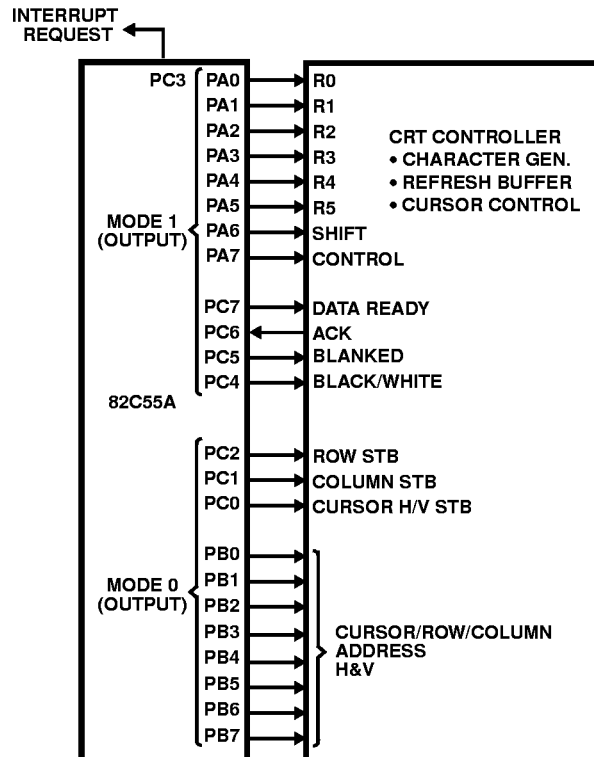 INTERRUPT
REQUEST
PC3 PA0 R0
PA1 R1
PA2 R2
PA3 R3
PA4 R4
PA5 R5
PA6 SHIFT
PA7 CONTROL
MODE 1
(OUTPUT)
CRT CONTROLLER
• CHARACTER GEN.
• REFRESH BUFFER
• CURSOR CONTROL
PC7 DATA READY
PC6 ACK
PC5 BLANKED
PC4 BLACK/WHITE
82C55A
PC2 ROW STB
PC1 COLUMN STB
PC0 CURSOR H/V STB
MODE 0
(OUTPUT)
PB0
PB1
PB2
PB3
PB4
PB5
PB6
PB7
CURSOR/ROW/COLUMN
ADDRESS
H&V